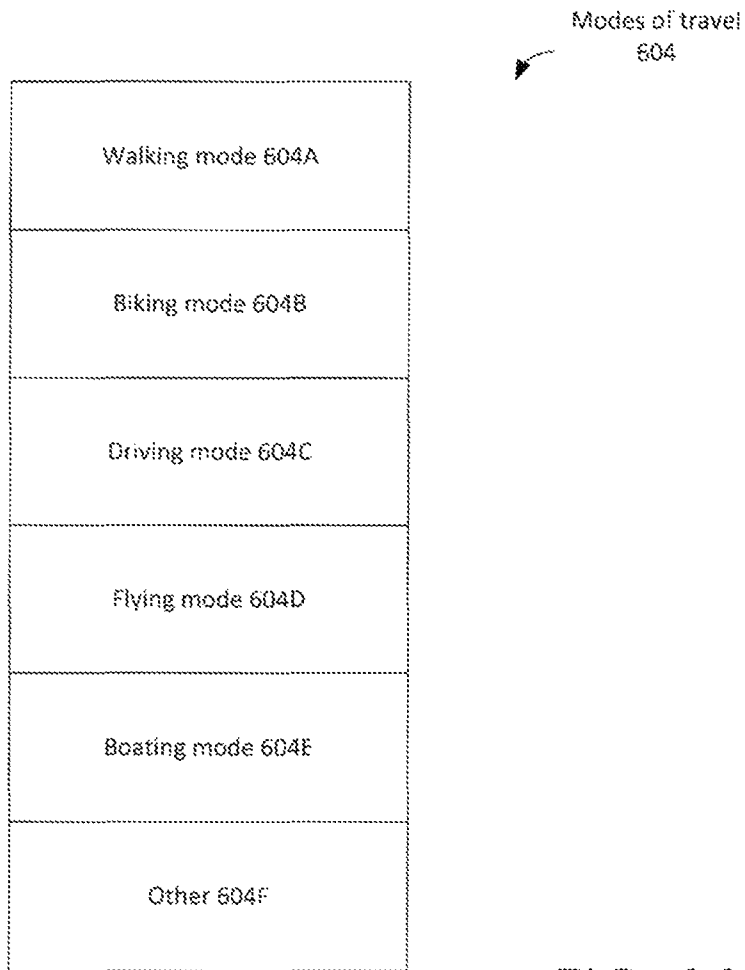 Modes of travel
604
Walking mode 604A
Biking mode 604B
Driving mode 604C
Flying mode 604D
Boating mode 604E
Other 604F